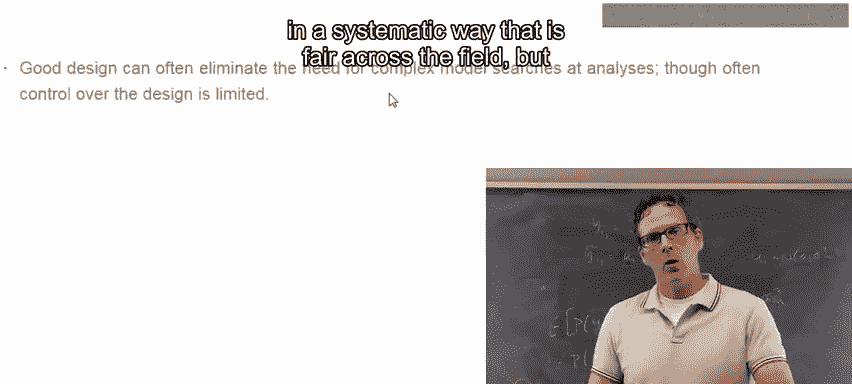 in a systematic way that is
fair across the field, but
· Good design can often eliminate the need for complex model searches at analyses; though often
control over the design is limited.